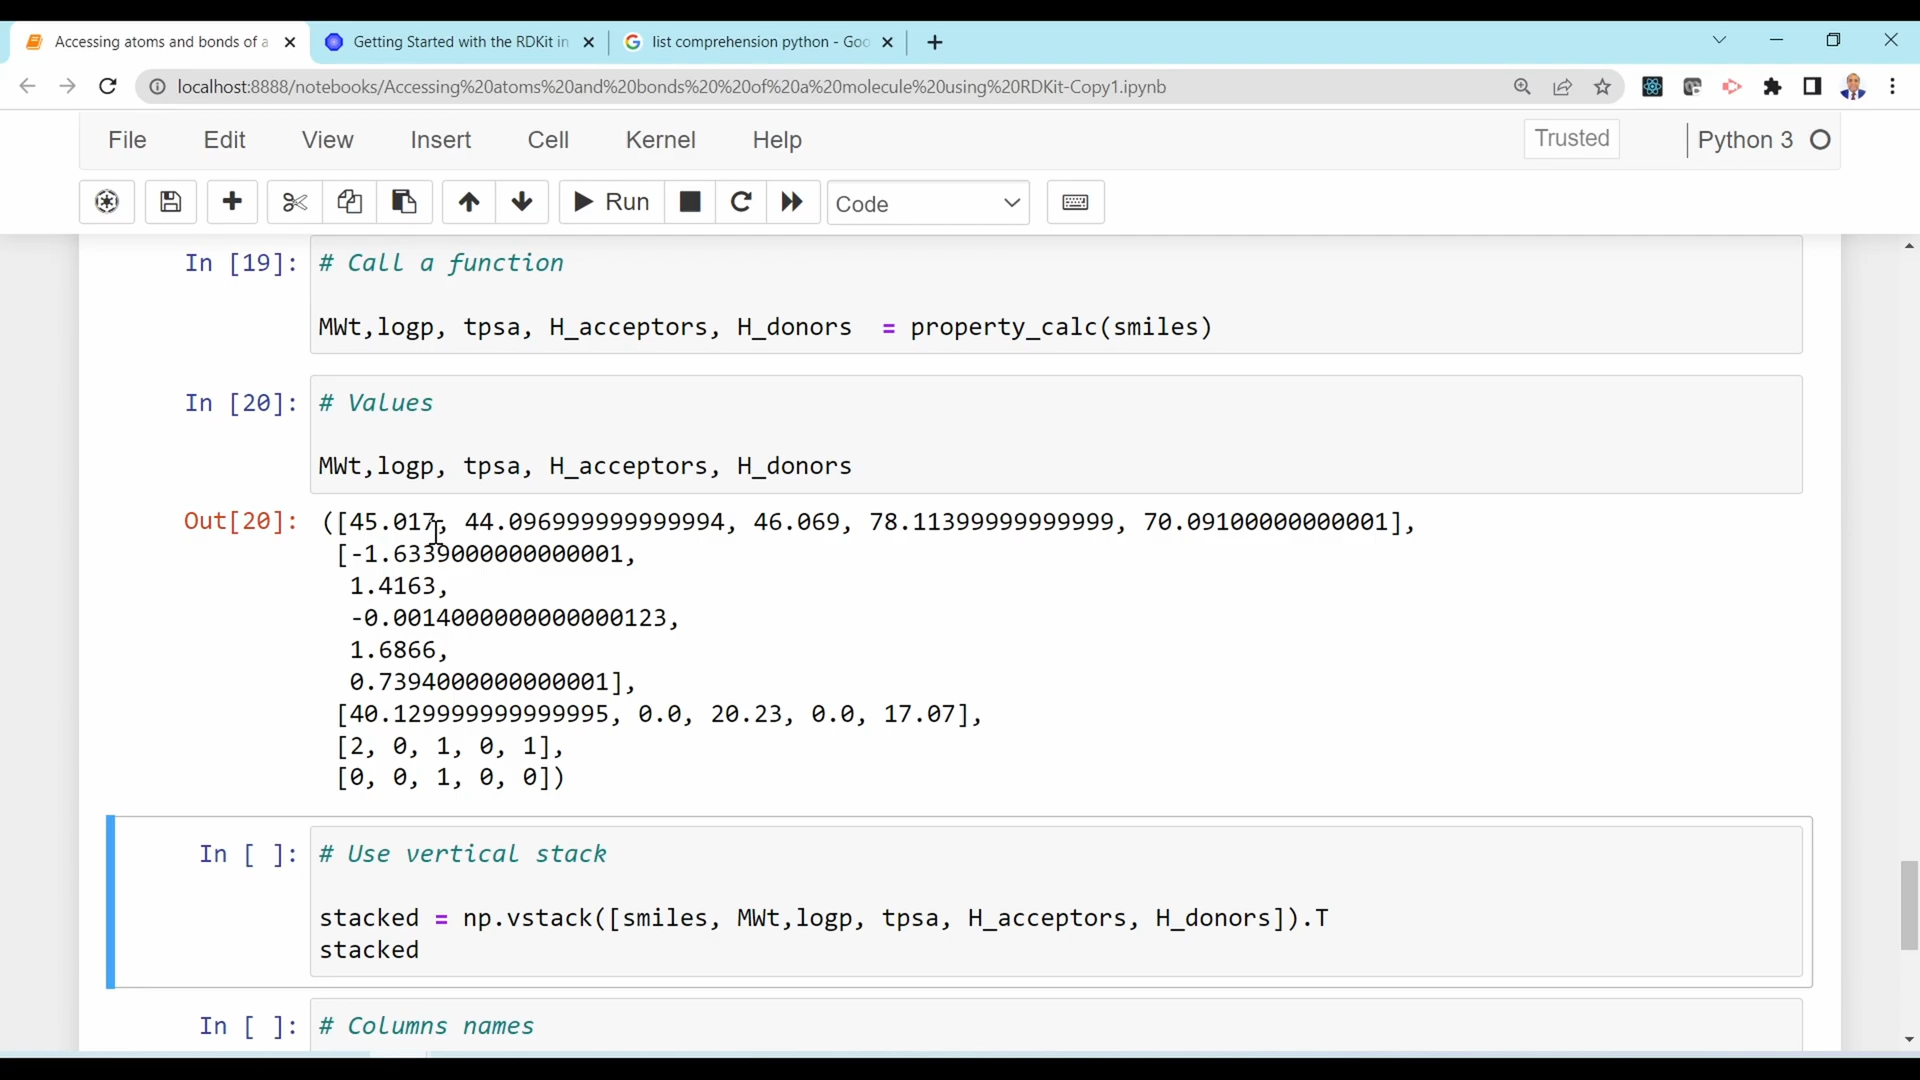 Accessing atoms and bonds of a
Getting Started with the RDKit in
list comprehension python - Goo
localhost:8888/notebooks/Accessing%20atoms%20and%20bonds%20%20of%20a%20molecule%20using%20RDKit-Copy1.ipynb
File Edit View Insert Cell Kernel Help Trusted Python 3
Run Code
In [19]: # Call a function
MWt,logp, tpsa, H_acceptors, H_donors  = property_calc(smiles)
In [20]: # Values
MWt,logp, tpsa, H_acceptors, H_donors
Out[20]: ([45.017, 44.096999999999994, 46.069, 78.11399999999999, 70.09100000000001],
[-1.6339000000000001,
1.4163,
-0.0014000000000000123,
1.6866,
0.7394000000000001],
[40.129999999999995, 0.0, 20.23, 0.0, 17.07],
[2, 0, 1, 0, 1],
[0, 0, 1, 0, 0])
In [ ]: # Use vertical stack
stacked = np.vstack([smiles, MWt,logp, tpsa, H_acceptors, H_donors]).T
stacked
In [ ]: # Columns names